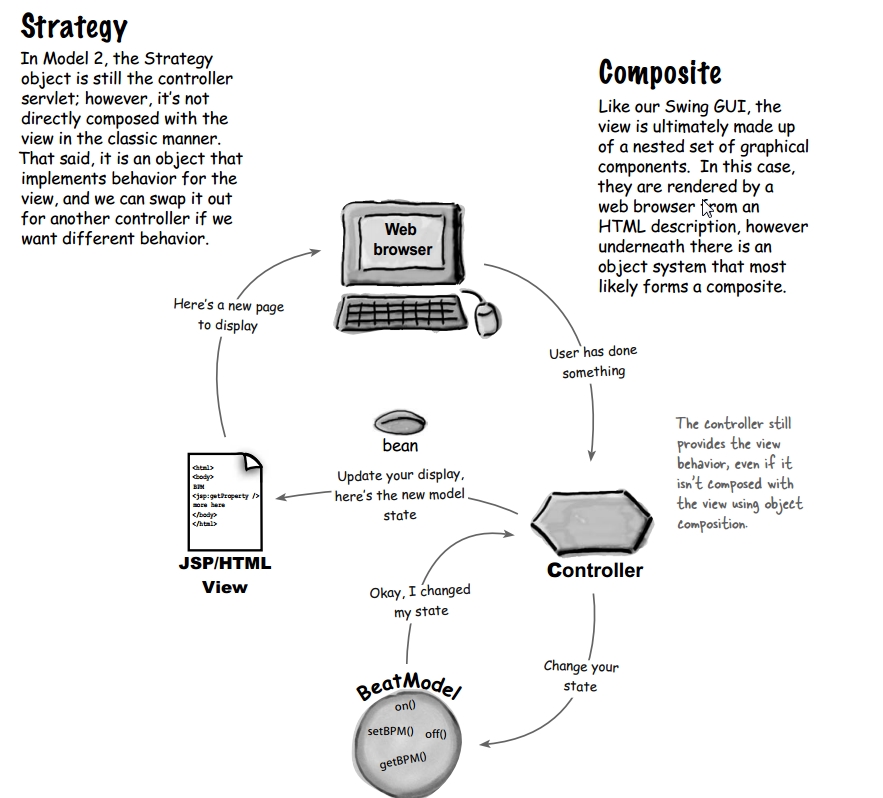 Strategy
In Model 2, the Strategy
object is still the controller
servlet; however, it's not
directly composed with the
view in the classic manner.
That said, it is an object that
implements behavior for the
view, and we can swap it out
for another controller if we
want different behavior.
Composite
Like our Swing GUI, the
view is ultimately made up
of a nested set of graphical
components.  In this case,
they are rendered by a
web browser from an
HTML description, however
underneath there is an
object system that most
likely forms a composite.
Web
browser
Here's a new page
to display
User has done
something
bean
Update your display,
here's the new model
state
<html>
<body>
BPM
<jsp:getProperty />
more here
</body>
</html>
JSP/HTML
View
The controller still
provides the view
behavior, even if it
isn't composed with
the view using object
composition.
Controller
Okay, I changed
my state
Change your
state
BeatModel
on()
setBPM() off()
getBPM()